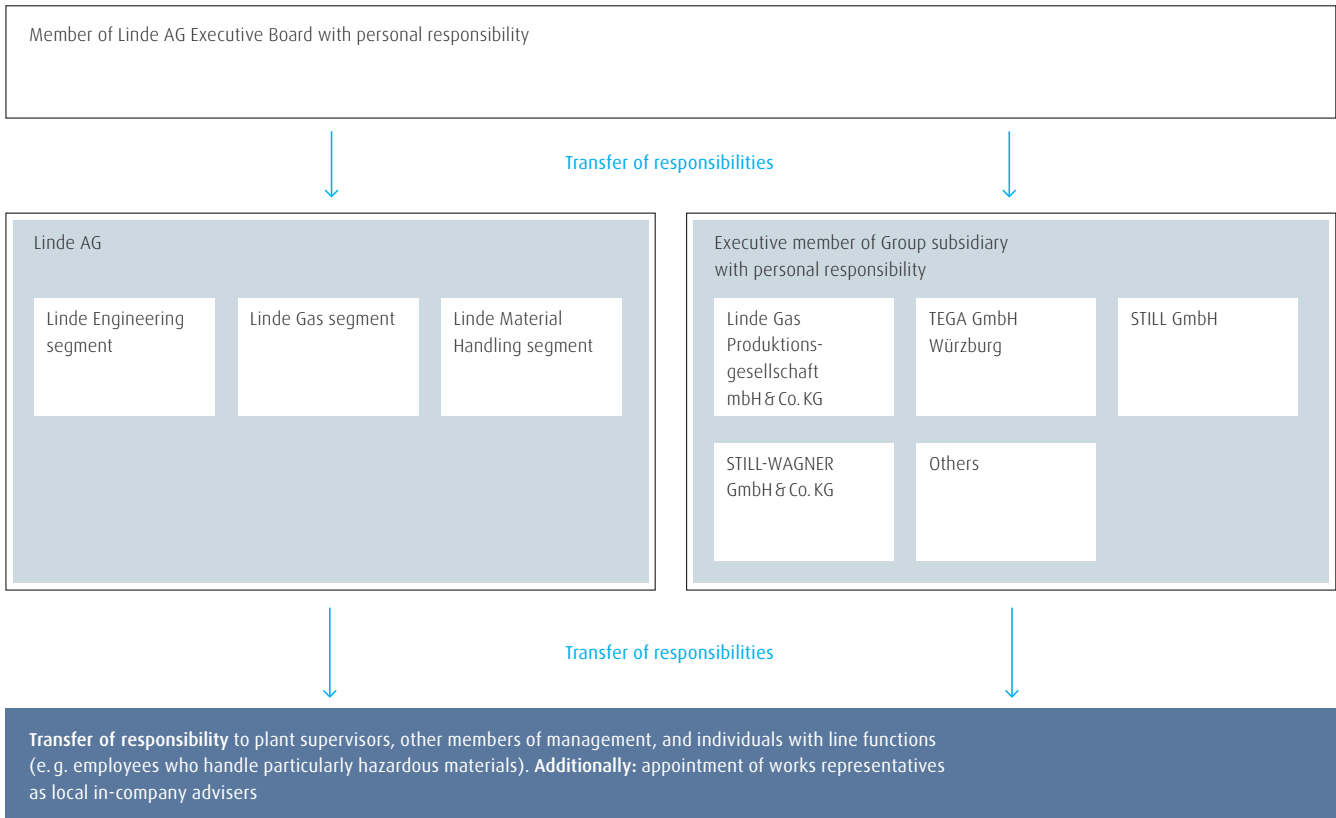 Member of Linde AG Executive Board with personal responsibility
Transfer of responsibilities
Linde AG
Linde Engineering
segment
Linde Gas segment
Linde Material
Handling segment
Executive member of Group subsidiary
with personal responsibility
Linde Gas
Produktions-
gesellschaft
mbH & Co. KG
TEGA GmbH
Würzburg
STILL GmbH
STILL-WAGNER
GmbH & Co. KG
Others
Transfer of responsibilities
Transfer of responsibility to plant supervisors, other members of management, and individuals with line functions
(e. g. employees who handle particularly hazardous materials). Additionally: appointment of works representatives
as local in-company advisers